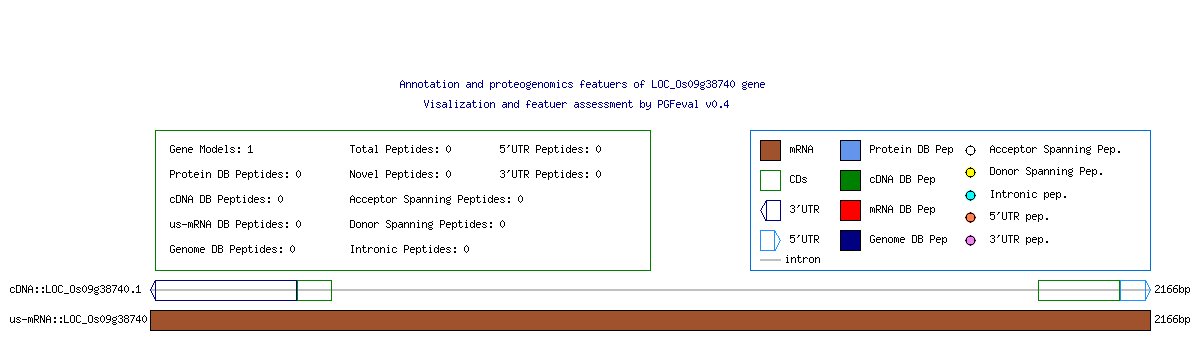 Annotation and proteogenomics featuers of LOC_Os09g38740 gene
Visalization and featuer assessment by PGFeval v0.4
Gene Models: 1 Total Peptides: 0 5'UTR Peptides: 0
Protein DB Peptides: 0 Novel Peptides: 0 3'UTR Peptides: 0
cDNA DB Peptides: 0 Acceptor Spanning Peptides: 0
us-mRNA DB Peptides: 0 Donor Spanning Peptides: 0
Genome DB Peptides: 0 Intronic Peptides: 0
mRNA Protein DB Pep Acceptor Spanning Pep.
CDs cDNA DB Pep Donor Spanning Pep.
3'UTR mRNA DB Pep Intronic pep.
5'UTR Genome DB Pep 5'UTR pep.
intron 3'UTR pep.
cDNA::LOC_Os09g38740.1 2166bp
us-mRNA::LOC_Os09g38740 2166bp